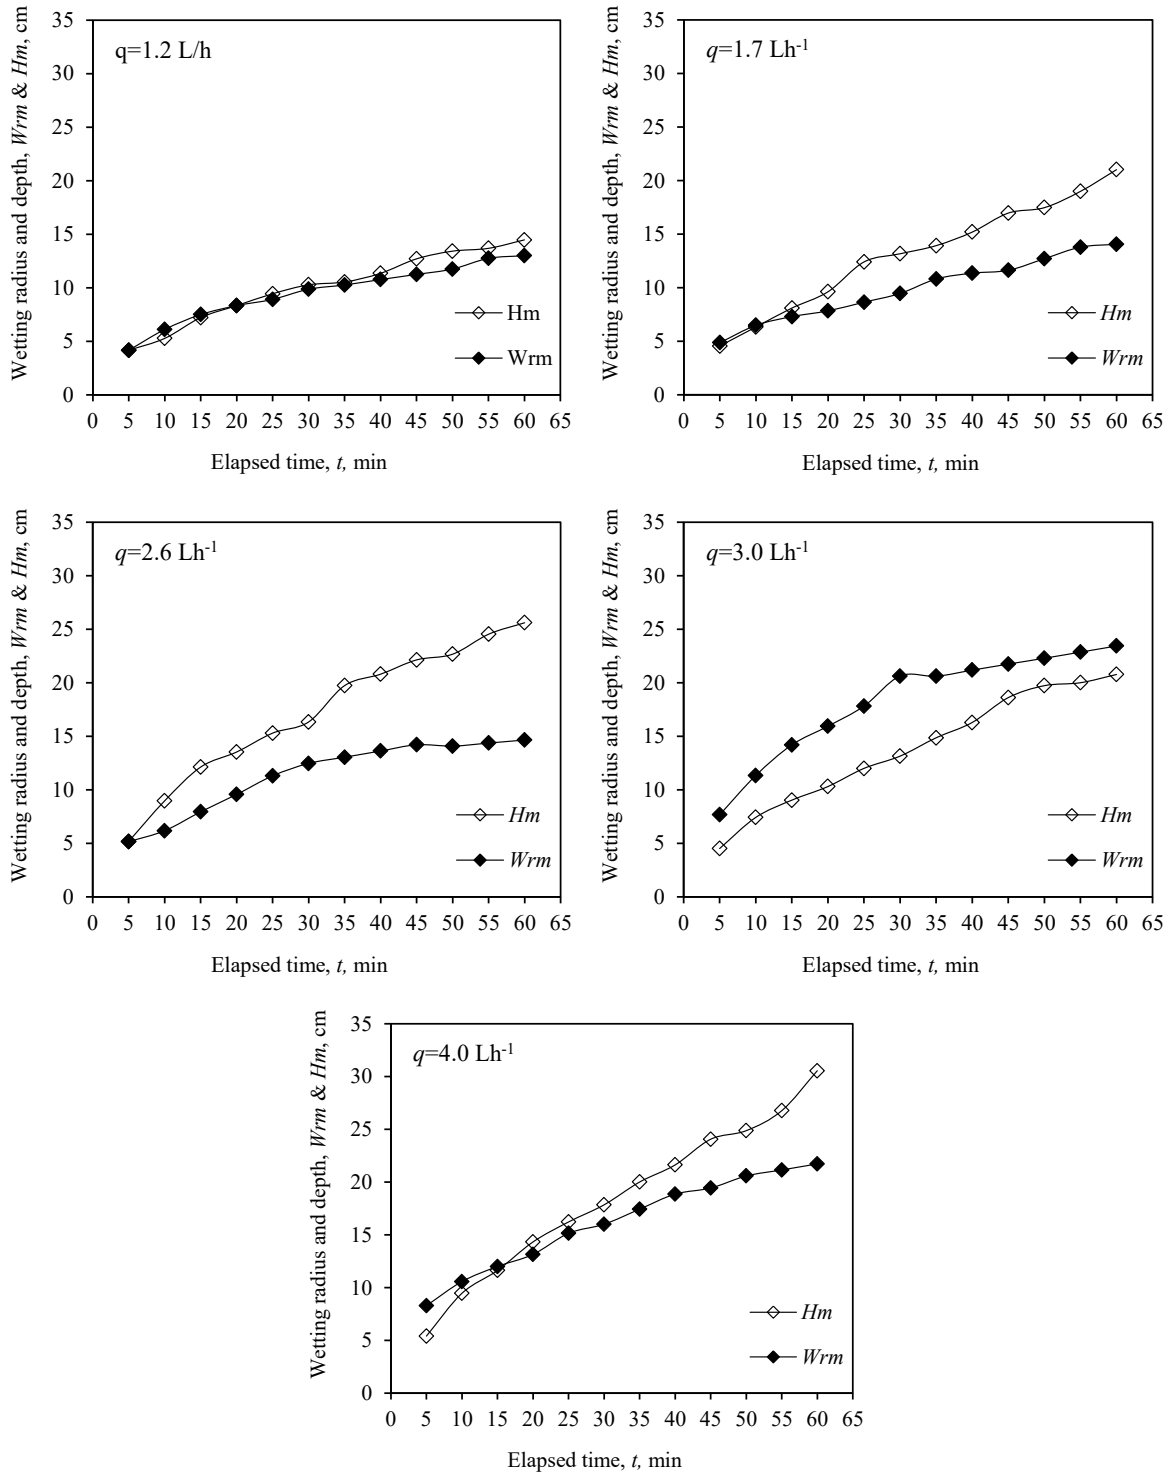 Wetting radius and depth, Wrm & Hm, cm
35
30
25
20
15
10
5
0
q=1.2 L/h
Hm
Wrm
0 5 10 15 20 25 30 35 40 45 50 55 60 65
Elapsed time, t, min
Wetting radius and depth, Wrm & Hm, cm
35
30
25
20
15
10
5
0
q=1.7 Lh-1
Hm
Wrm
0 5 10 15 20 25 30 35 40 45 50 55 60 65
Elapsed time, t, min
Wetting radius and depth, Wrm & Hm, cm
35
30
25
20
15
10
5
0
q=2.6 Lh-1
Hm
Wrm
0 5 10 15 20 25 30 35 40 45 50 55 60 65
Elapsed time, t, min
Wetting radius and depth, Wrm & Hm, cm
35
30
25
20
15
10
5
0
q=3.0 Lh-1
Hm
Wrm
0 5 10 15 20 25 30 35 40 45 50 55 60 65
Elapsed time, t, min
Wetting radius and depth, Wrm & Hm, cm
35
30
25
20
15
10
5
0
q=4.0 Lh-1
Hm
Wrm
0 5 10 15 20 25 30 35 40 45 50 55 60 65
Elapsed time, t, min